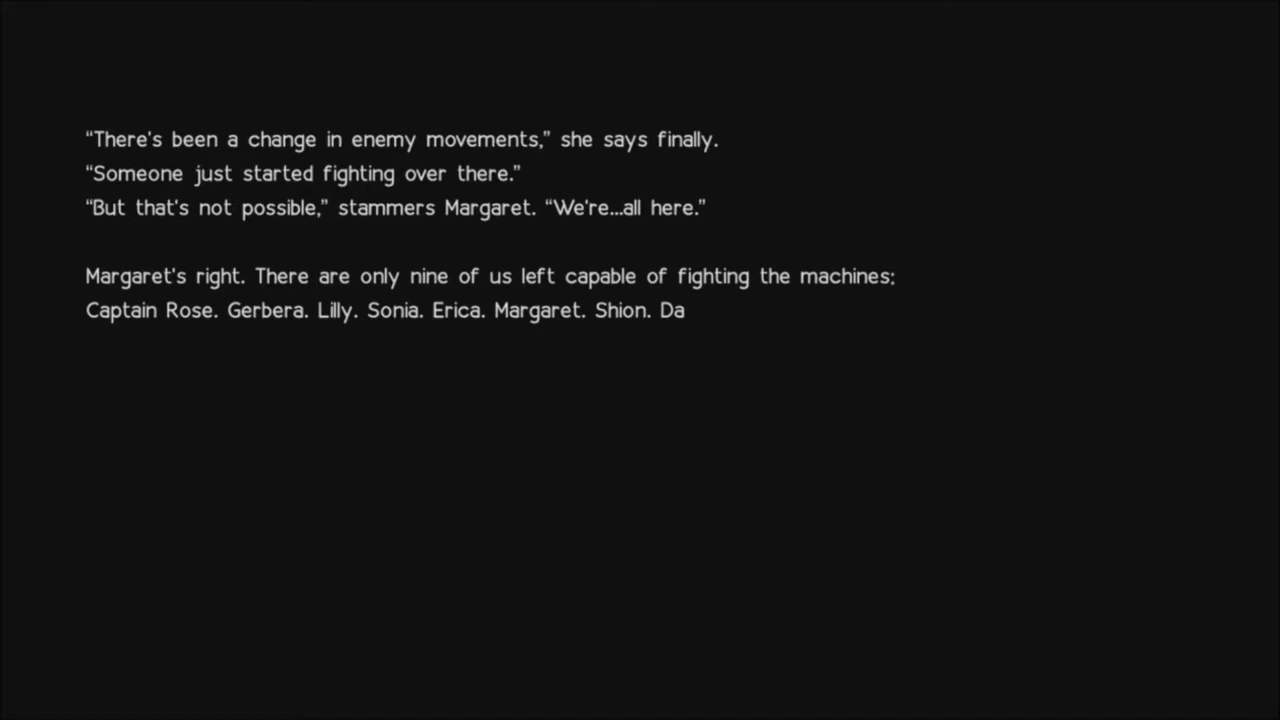 “There's been a change in enemy movements,” she says finally.
“Someone just started fighting over there.”
“But that's not possible,” stammers Margaret. “We're...all here.”
Margaret's right. There are only nine of us left capable of fighting the machines:
Captain Rose. Gerbera. Lilly. Sonia. Erica. Margaret. Shion. Da